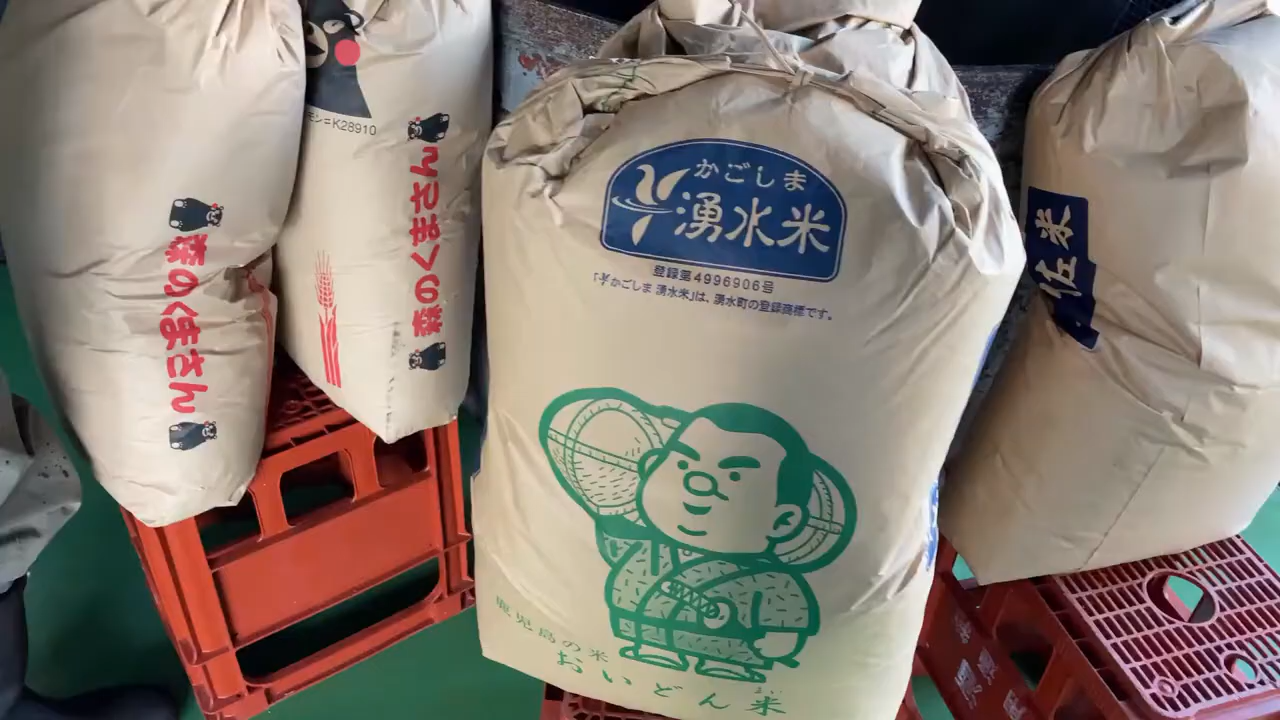 森のくまさん
モン=K28910
森のくまさん
かごしま
湧水米
登録第4996906号
「かごしま 湧水米」は、湧水町の登録商標です。
鹿児島の米
おいどん米
佐米